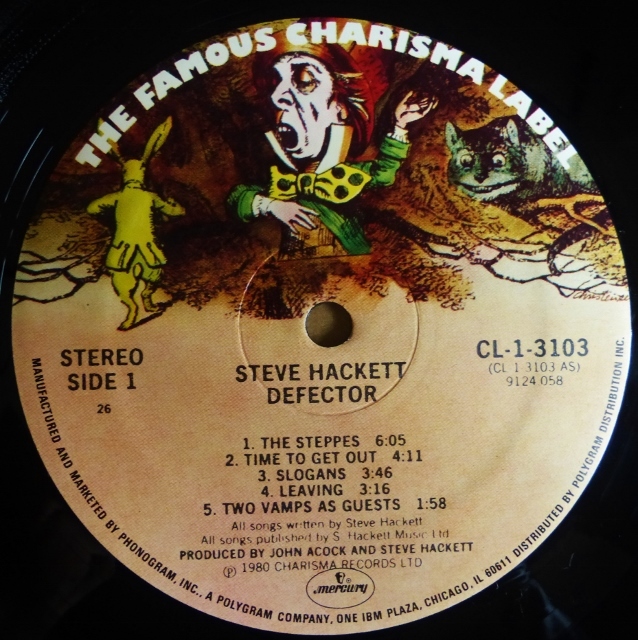 THE FAMOUS CHARISMA LABEL
Christenze
STEREO
SIDE 1
26
STEVE HACKETT
DEFECTOR
CL-1-3103
(CL 1 3103 AS)
9124 058
1. THE STEPPES 6:05
2. TIME TO GET OUT 4:11
3. SLOGANS 3:46
4. LEAVING 3:16
5. TWO VAMPS AS GUESTS 1:58
All songs written by Steve Hackett
All songs published by S. Hackett Music Ltd
PRODUCED BY JOHN ACOCK AND STEVE HACKETT
℗ 1980 CHARISMA RECORDS LTD
mercury
MANUFACTURED AND MARKETED BY PHONOGRAM, INC., A POLYGRAM COMPANY, ONE IBM PLAZA, CHICAGO, IL 60611 DISTRIBUTED BY POLYGRAM DISTRIBUTION INC.